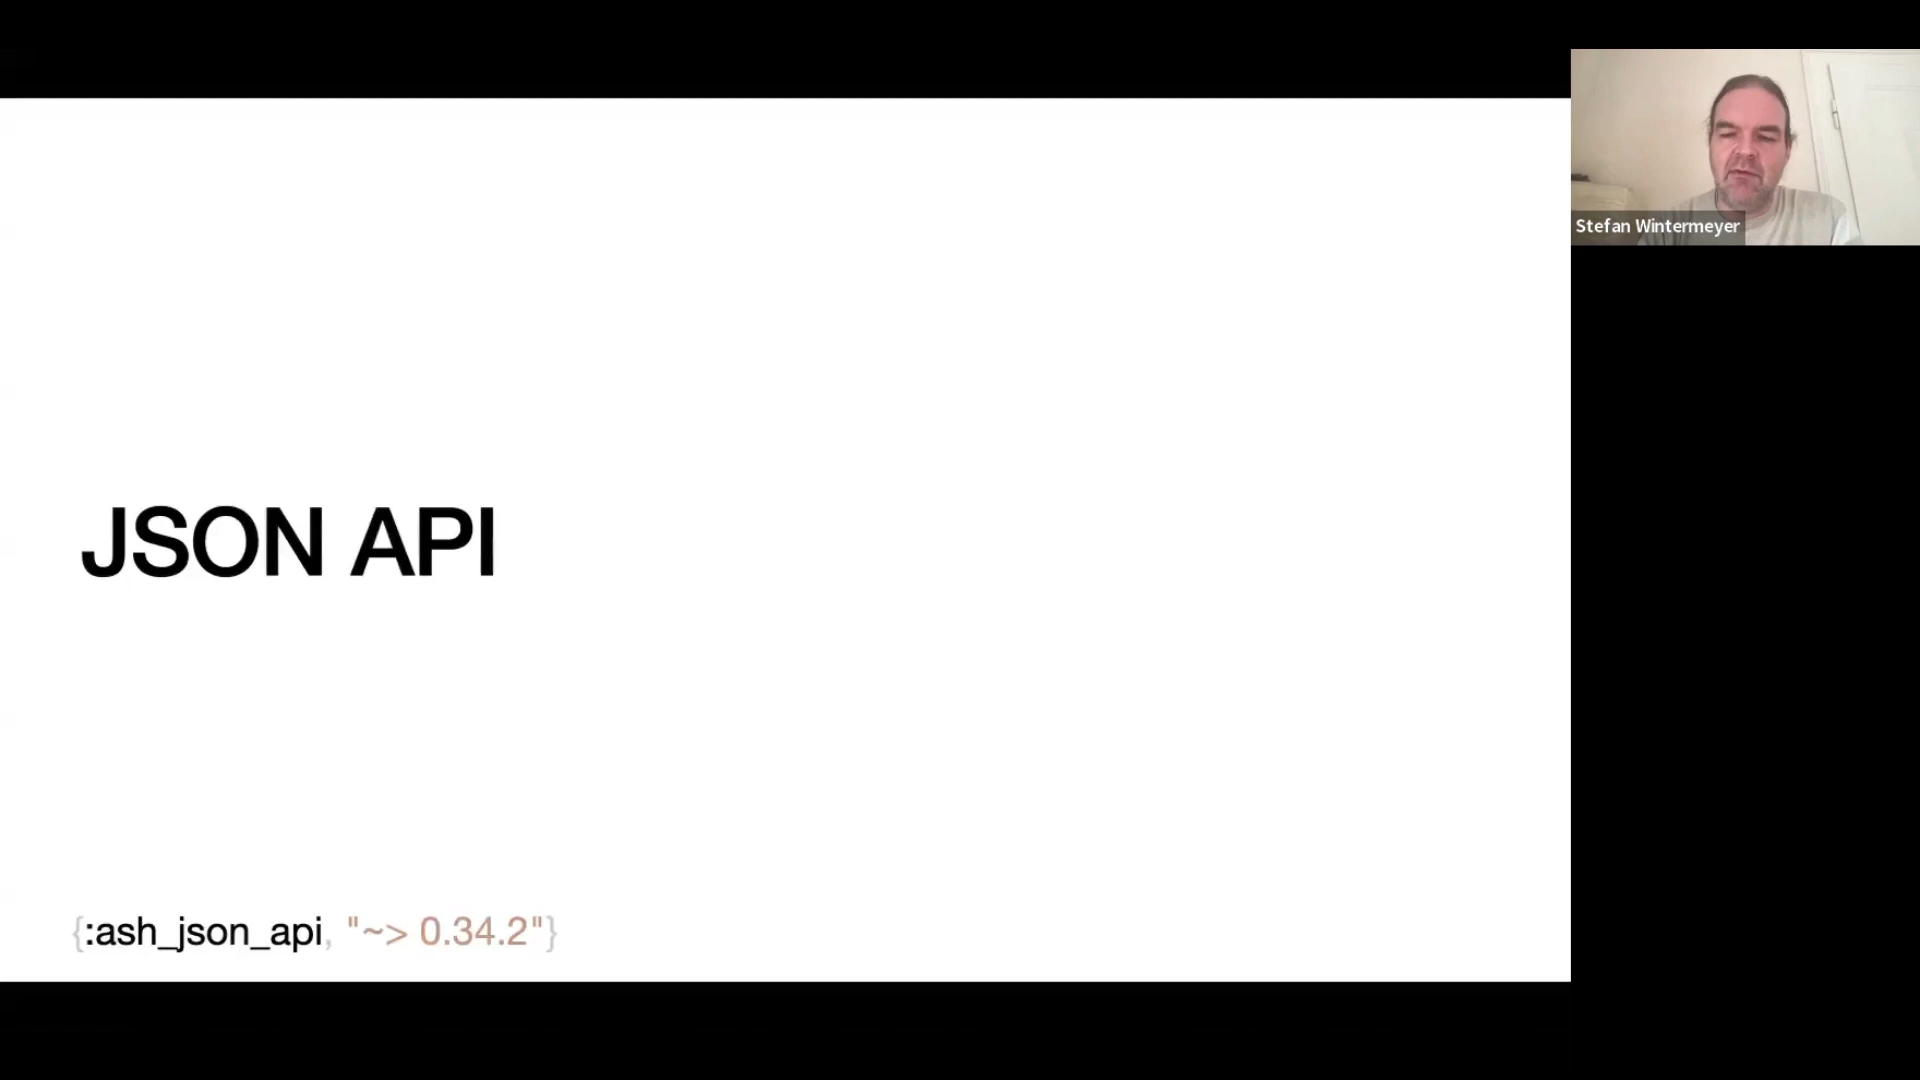 Stefan Wintermeyer
JSON API
{:ash_json_api, "~> 0.34.2"}